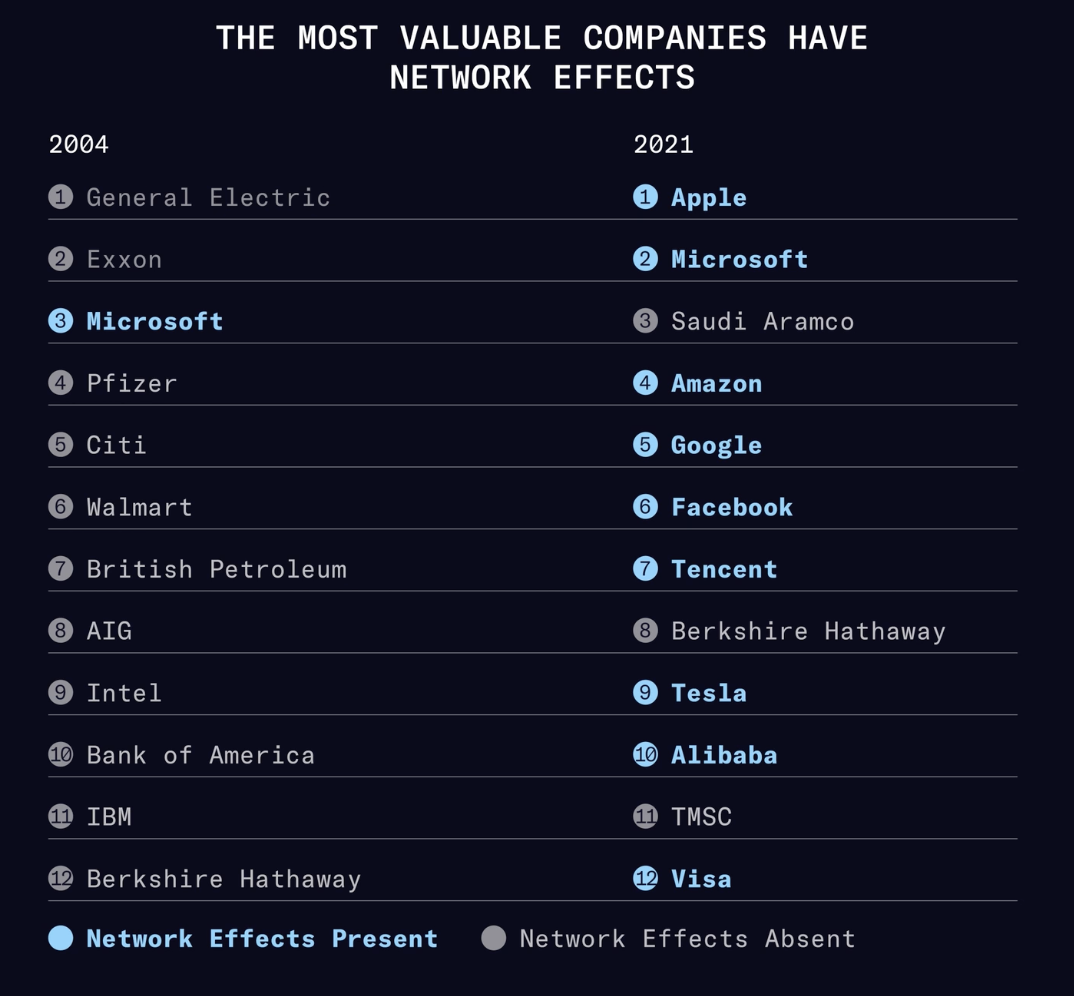 THE MOST VALUABLE COMPANIES HAVE
NETWORK EFFECTS
2004
1 General Electric
2 Exxon
3 Microsoft
4 Pfizer
5 Citi
6 Walmart
7 British Petroleum
8 AIG
9 Intel
10 Bank of America
11 IBM
12 Berkshire Hathaway
2021
1 Apple
2 Microsoft
3 Saudi Aramco
4 Amazon
5 Google
6 Facebook
7 Tencent
8 Berkshire Hathaway
9 Tesla
10 Alibaba
11 TMSC
12 Visa
Network Effects Present
Network Effects Absent